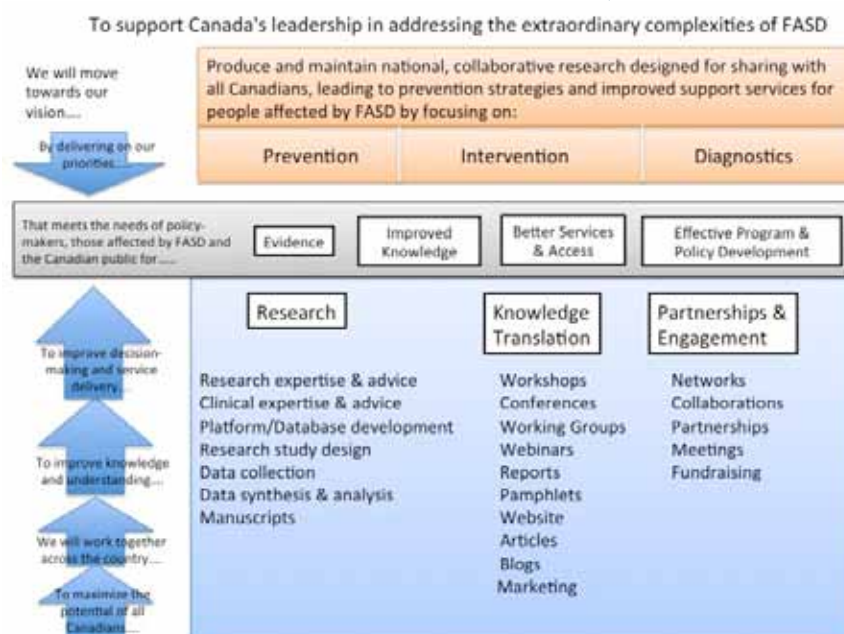 To support Canada's leadership in addressing the extraordinary complexities of FASD
We will move
towards our
vision....
Produce and maintain national, collaborative research designed for sharing with
all Canadians, leading to prevention strategies and improved support services for
people affected by FASD by focusing on:
By delivering on our
priorities....
Prevention
Intervention
Diagnostics
That meets the needs of policy-
makers, those affected by FASD and
the Canadian public for......
Evidence
Improved
Knowledge
Better Services
& Access
Effective Program &
Policy Development
To improve decision-
making and service
delivery....
To improve knowledge
and understanding....
We will work together
across the country....
To maximize the
potential of all
Canadians....
Research
Research expertise & advice
Clinical expertise & advice
Platform/Database development
Research study design
Data collection
Data synthesis & analysis
Manuscripts
Knowledge
Translation
Workshops
Conferences
Working Groups
Webinars
Reports
Pamphlets
Website
Articles
Blogs
Marketing
Partnerships &
Engagement
Networks
Collaborations
Partnerships
Meetings
Fundraising